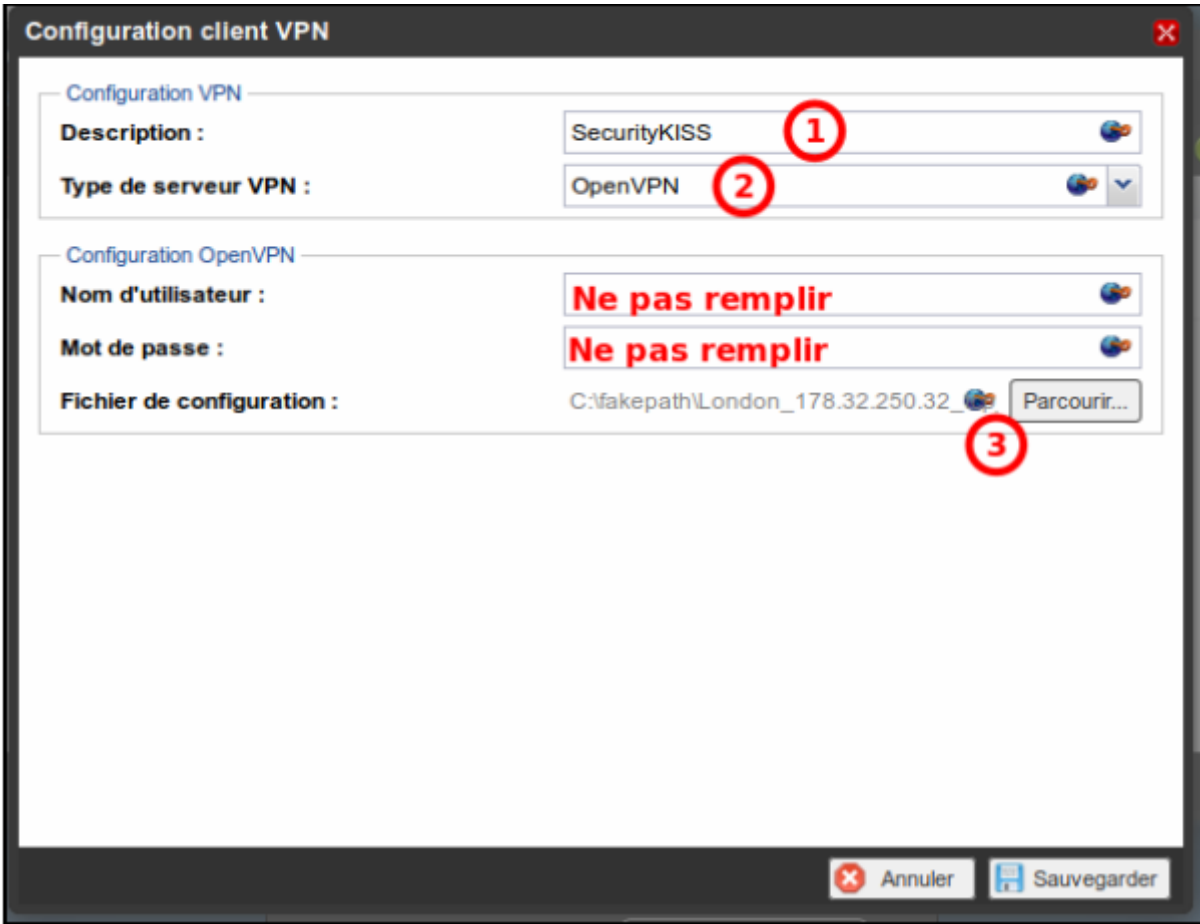 Configuration client VPN
Configuration VPN
Description : SecurityKISS 1
Type de serveur VPN : OpenVPN 2
Configuration OpenVPN
Nom d'utilisateur : Ne pas remplir
Mot de passe : Ne pas remplir
Fichier de configuration : C:\fakepath\London_178.32.250.32_ Parcourir...
3
Annuler Sauvegarder